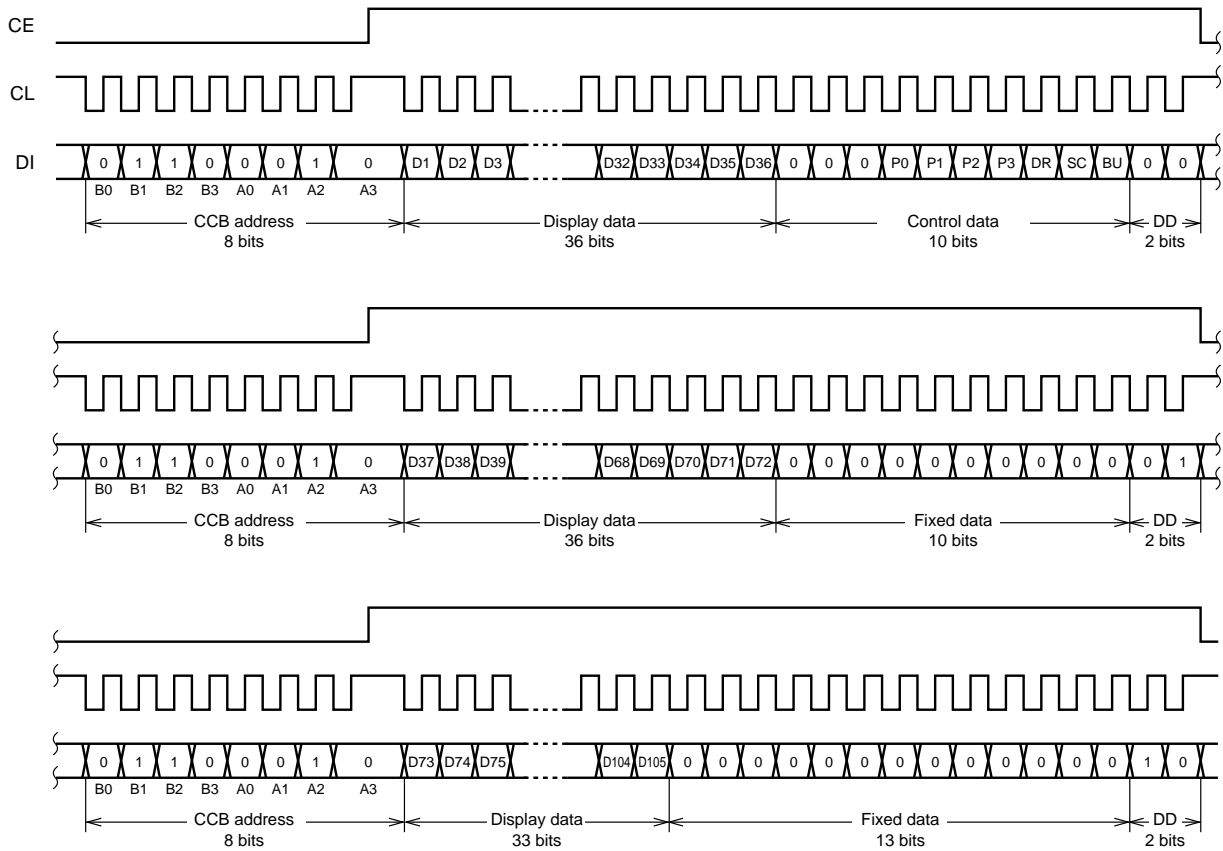 CE
CL
DI 0 1 1 0 0 0 1 0 D1 D2 D3 D32 D33 D34 D35 D36 0 0 0 P0 P1 P2 P3 DR SC BU 0 0
B0 B1 B2 B3 A0 A1 A2 A3
CCB address Display data Control data DD
8 bits 36 bits 10 bits 2 bits
0 1 1 0 0 0 1 0 D37 D38 D39 D68 D69 D70 D71 D72 0 0 0 0 0 0 0 0 0 0 0 1
B0 B1 B2 B3 A0 A1 A2 A3
CCB address Display data Fixed data DD
8 bits 36 bits 10 bits 2 bits
0 1 1 0 0 0 1 0 D73 D74 D75 D104 D105 0 0 0 0 0 0 0 0 0 0 0 0 0 1 0
B0 B1 B2 B3 A0 A1 A2 A3
CCB address Display data Fixed data DD
8 bits 33 bits 13 bits 2 bits